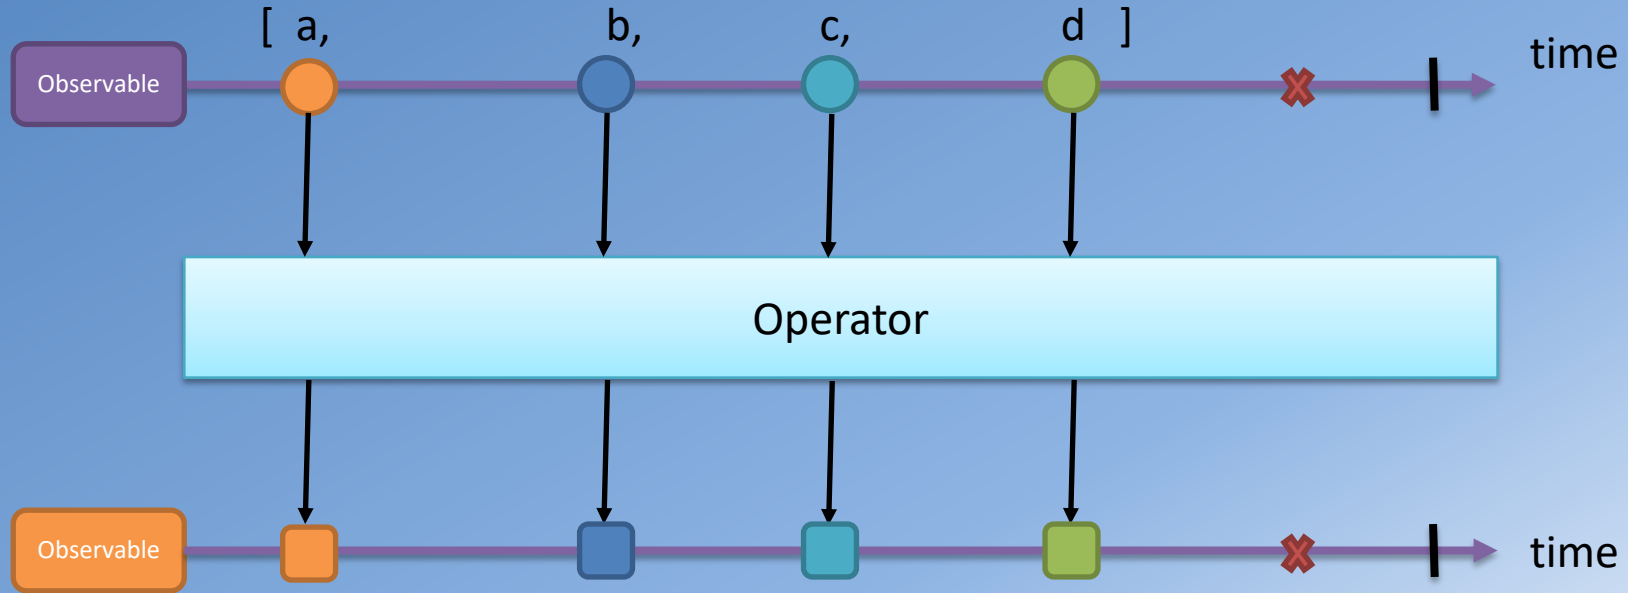 [ a, b, c, d ]
Observable
time
Operator
Observable
time